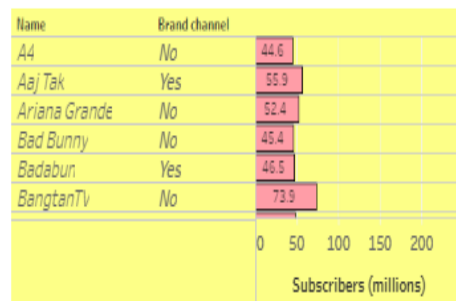 Name Brand channel
A4 No 44.6
Aaj Tak Yes 55.9
Ariana Grande No 52.4
Bad Bunny No 45.4
Badabun Yes 46.5
BangtanTV No 73.9
0 50 100 150 200
Subscribers (millions)